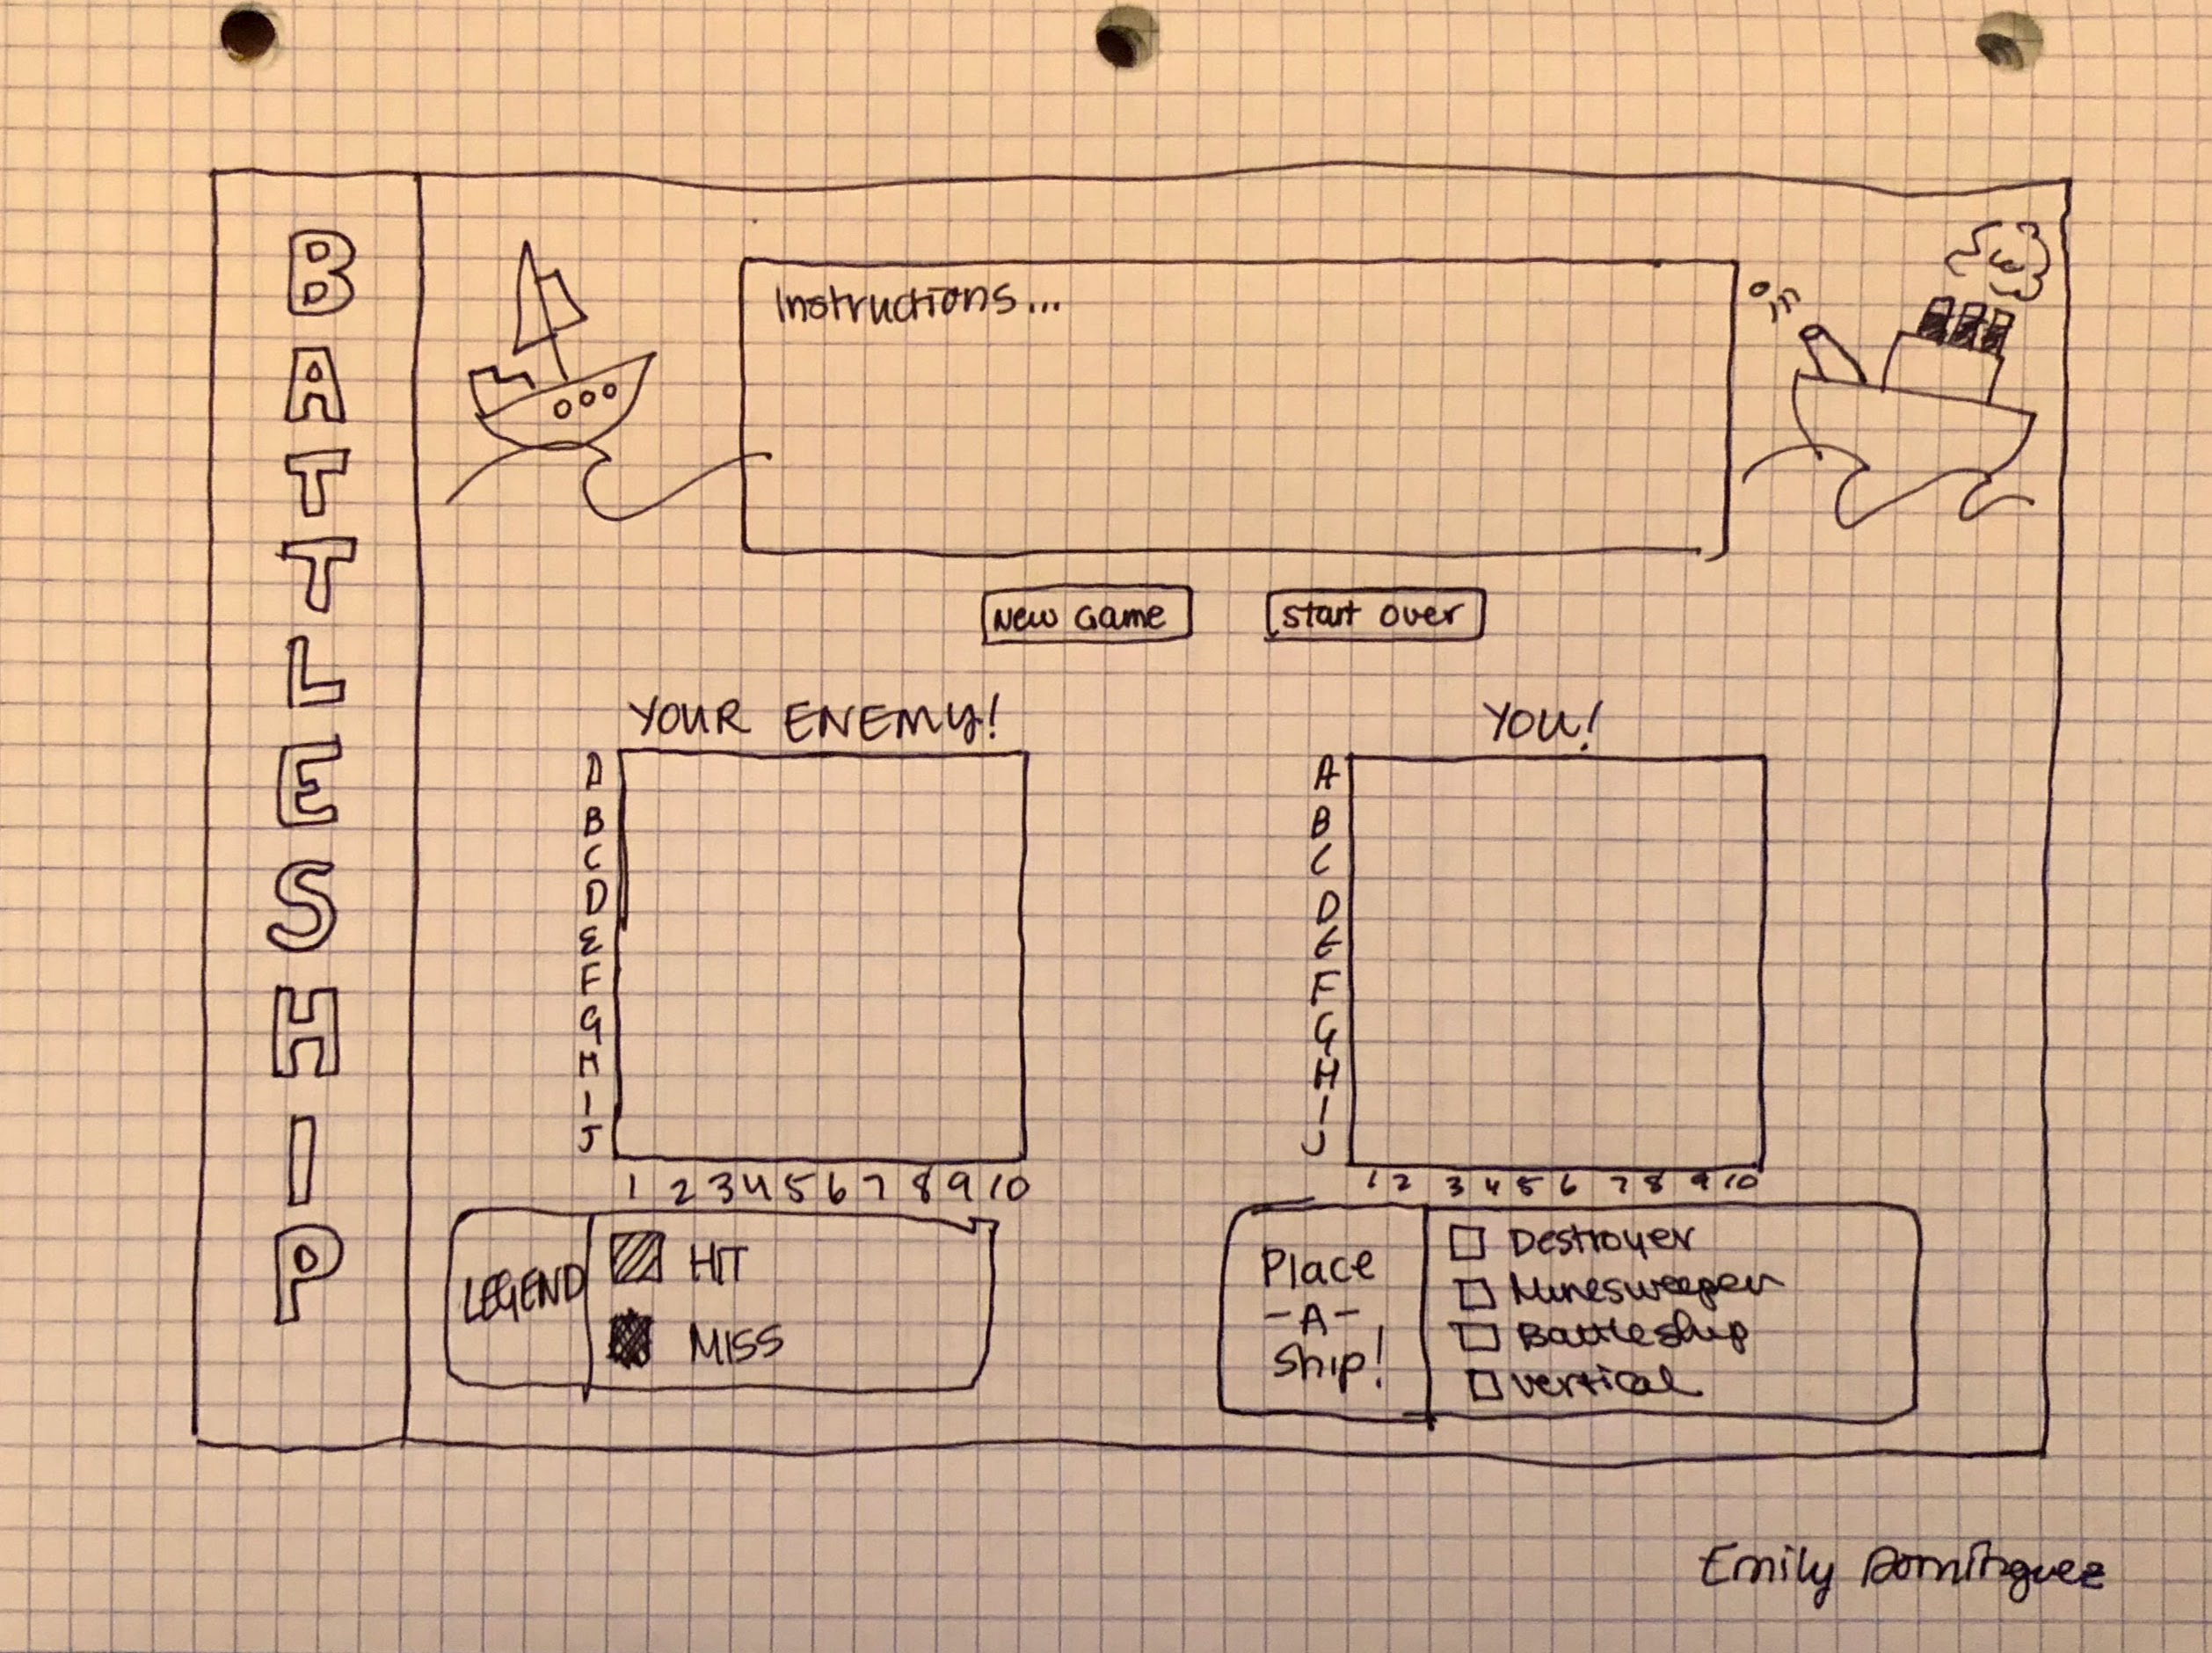 BATTLESHIP
Instructions...
New Game
Start over
YOUR ENEMY!
A
B
C
D
E
F
G
H
I
J
1 2 3 4 5 6 7 8 9 10
YOU!
A
B
C
D
E
F
G
H
I
J
1 2 3 4 5 6 7 8 9 10
LEGEND
HIT
MISS
Place
-A-
Ship!
Destroyer
Minesweeper
Battleship
vertical
Emily Dominguez